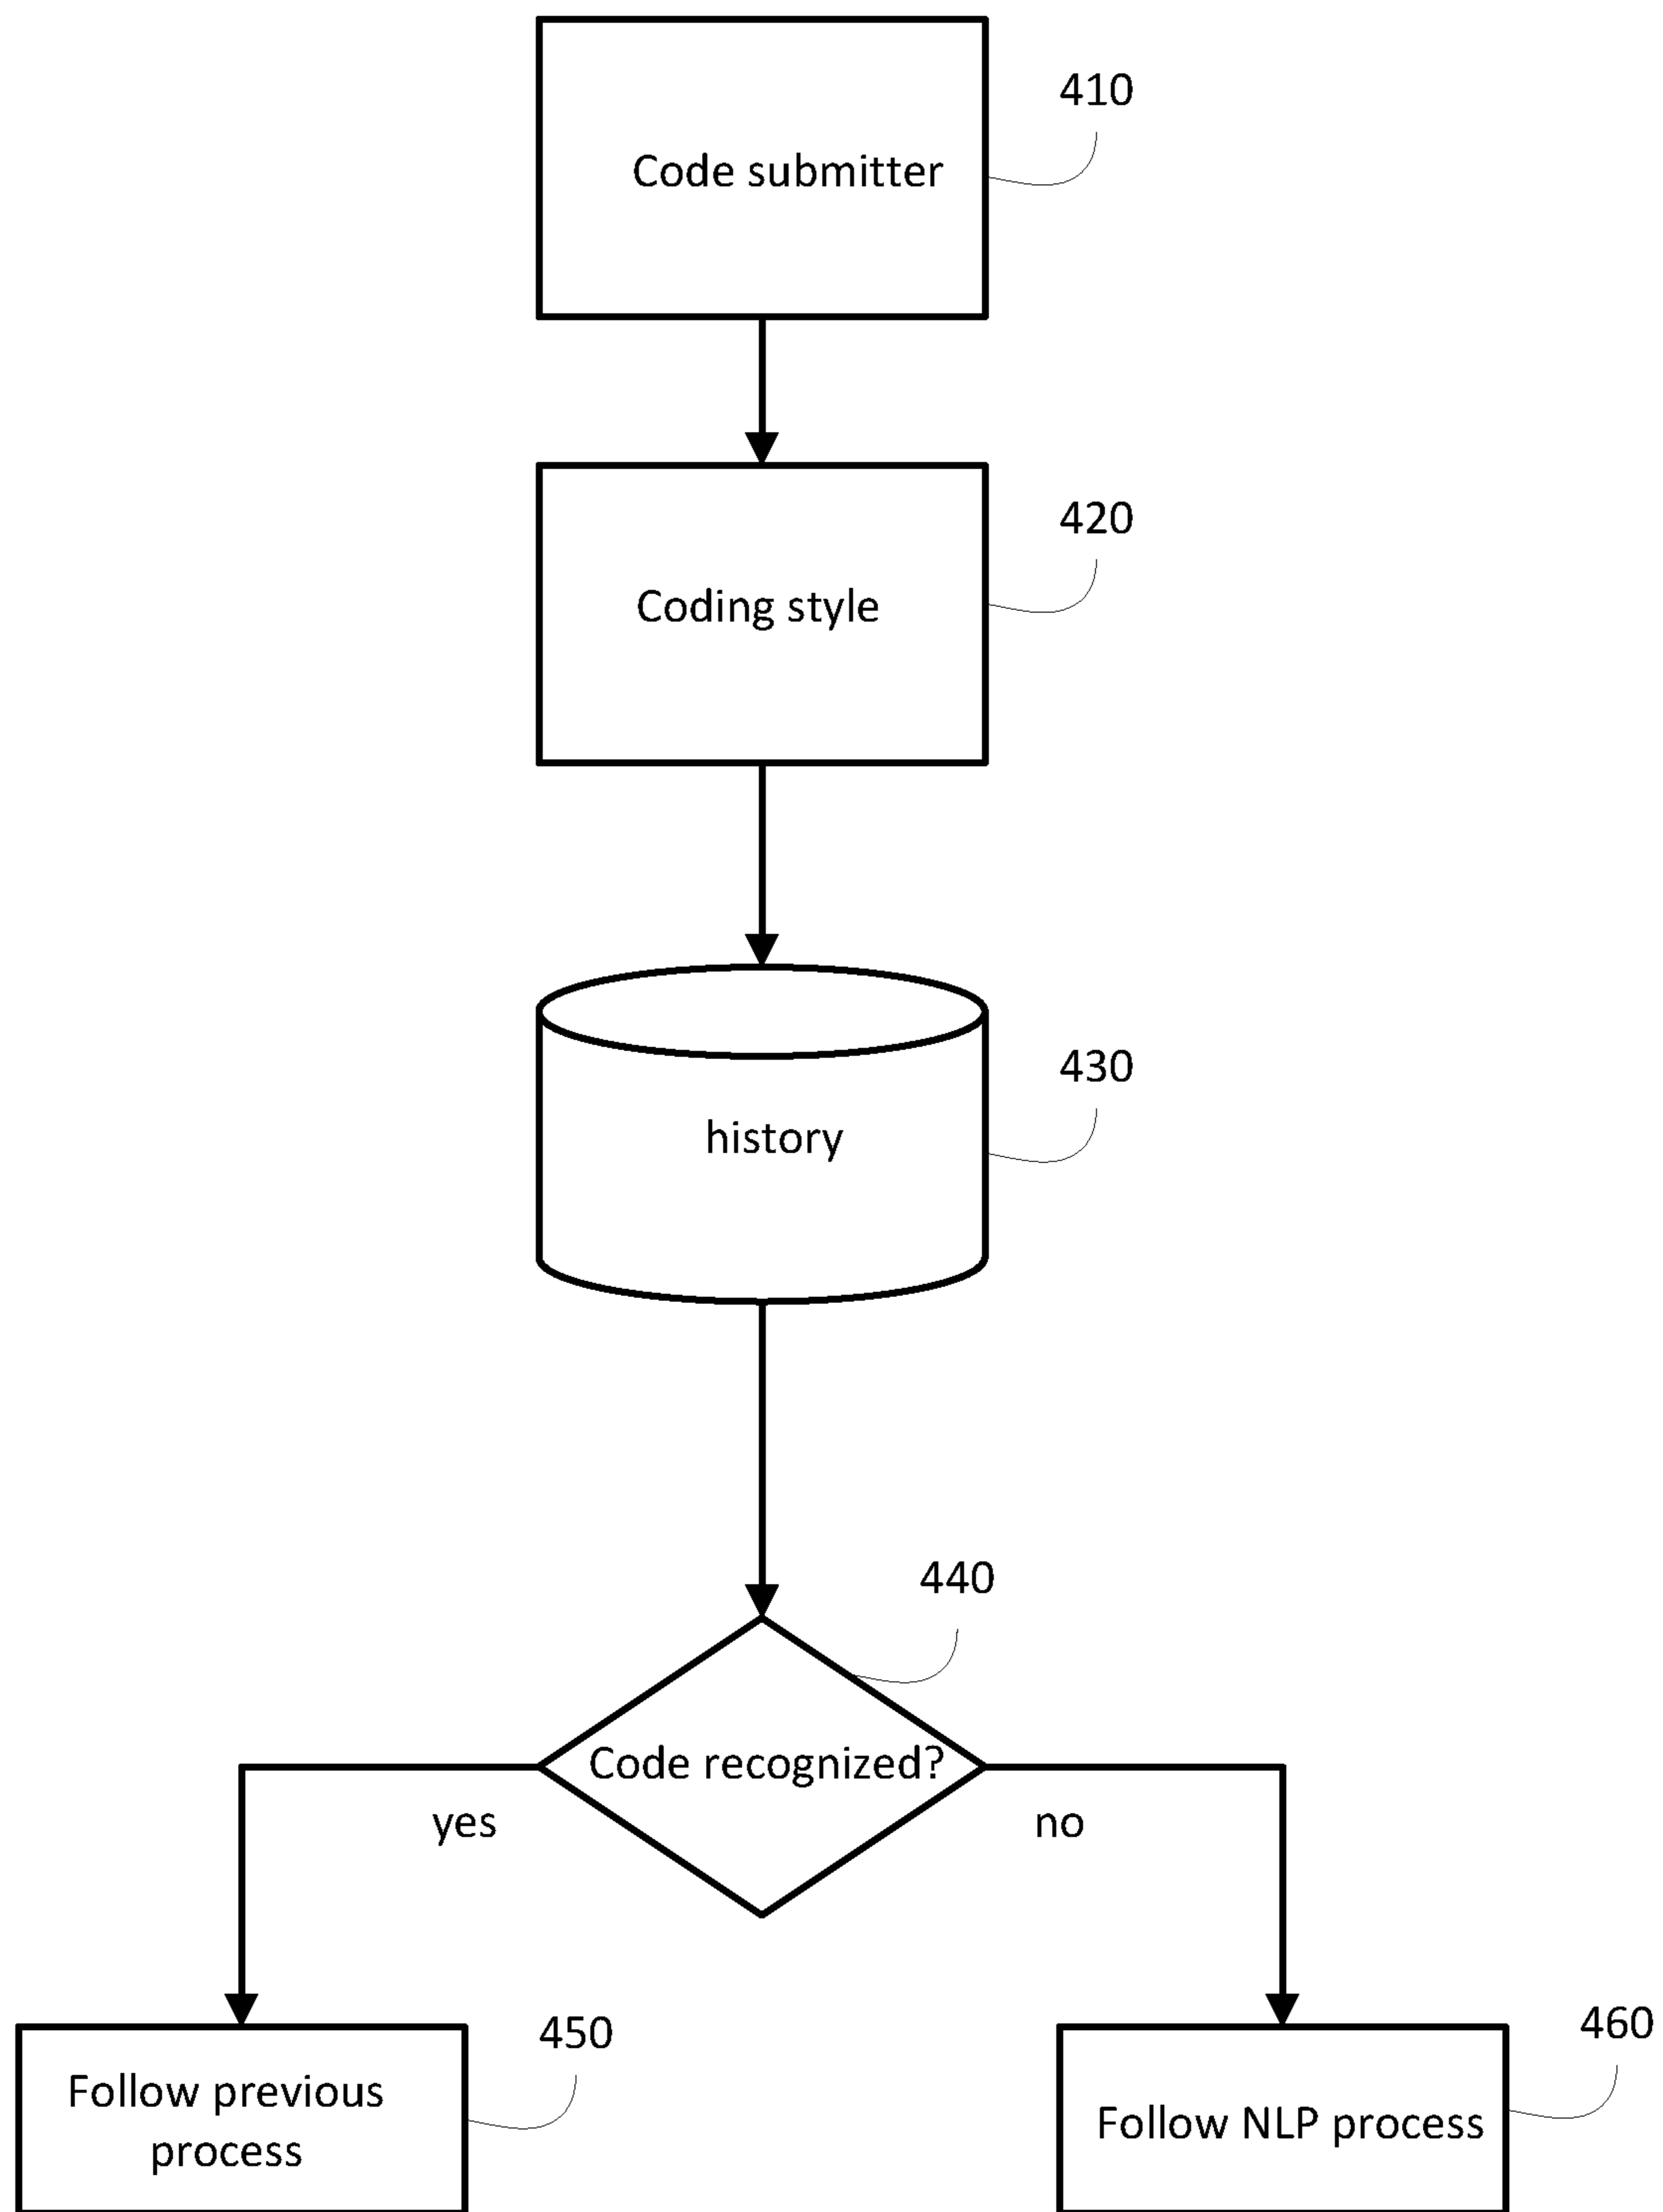 410
Code submitter
420
Coding style
430
history
440
Code recognized?
yes
no
450
460
Follow previous
process
Follow NLP process